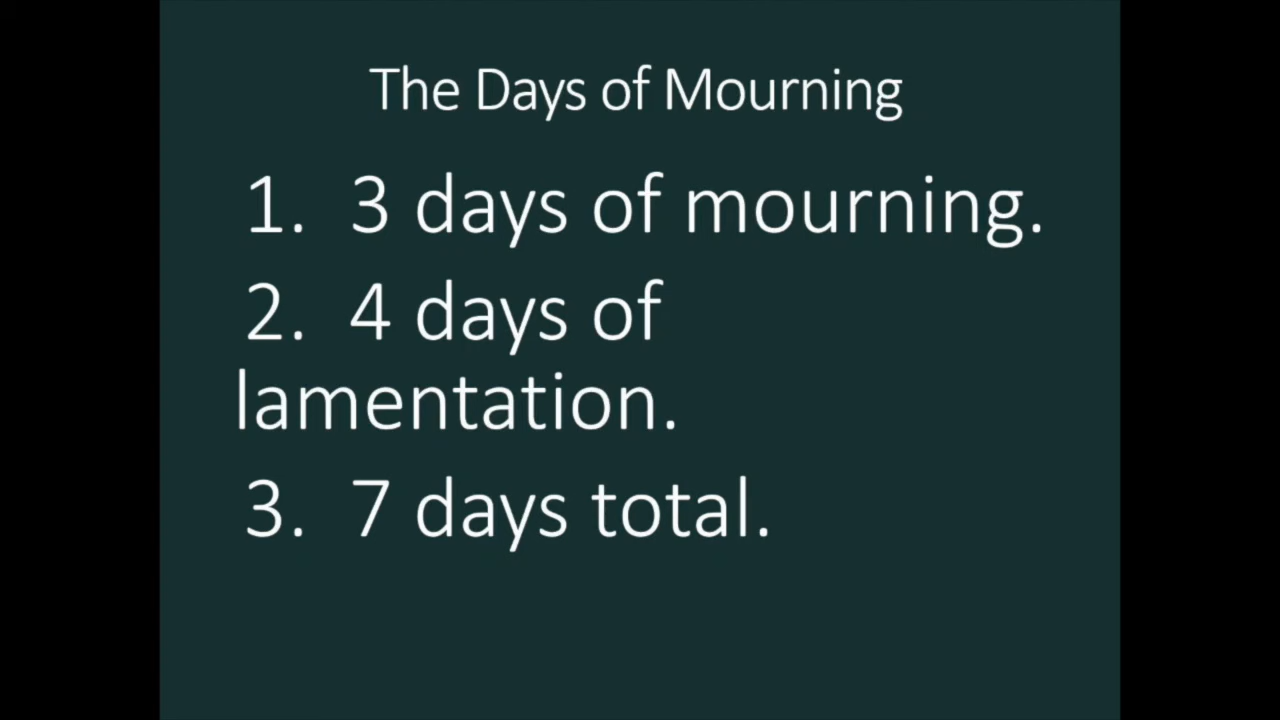 The Days of Mourning
1. 3 days of mourning.
2. 4 days of
lamentation.
3. 7 days total.